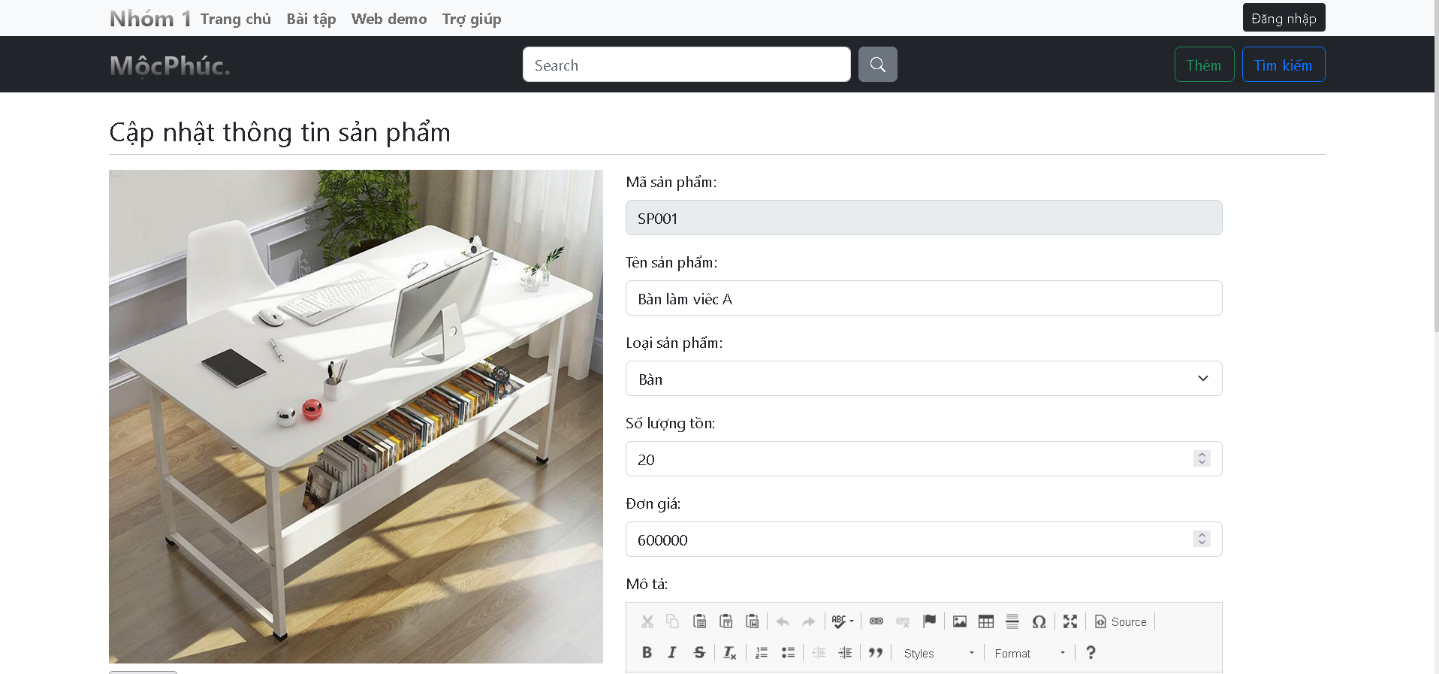 Nhóm 1 Trang chủ Bài tập Web demo Trợ giúp Đăng nhập
MộcPhúc. Search Thêm Tìm kiếm
Cập nhật thông tin sản phẩm
Mã sản phẩm:
SP001
Tên sản phẩm:
Bàn làm viêc A
Loại sản phẩm:
Bàn
Số lượng tồn:
20
Đơn giá:
600000
Mô tả:
ABC Source
B I S Tx Styles Format ?